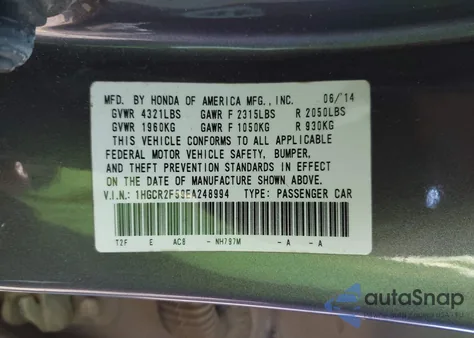 MFD. BY HONDA OF AMERICA MFG., INC. 06/14
GVWR 4321LBS GAWR F 2315LBS R 2050LBS
GVWR 1960KG GAWR F 1050KG R 930KG
THIS VEHICLE CONFORMS TO ALL APPLICABLE
FEDERAL MOTOR VEHICLE SAFETY, BUMPER,
AND THEFT PREVENTION STANDARDS IN EFFECT
ON THE DATE OF MANUFACTURE SHOWN ABOVE.
V.I.N.: 1HGCR2F53EA248994 TYPE: PASSENGER CAR
T2F E AC8 - NH797M - A - A
autoSnap